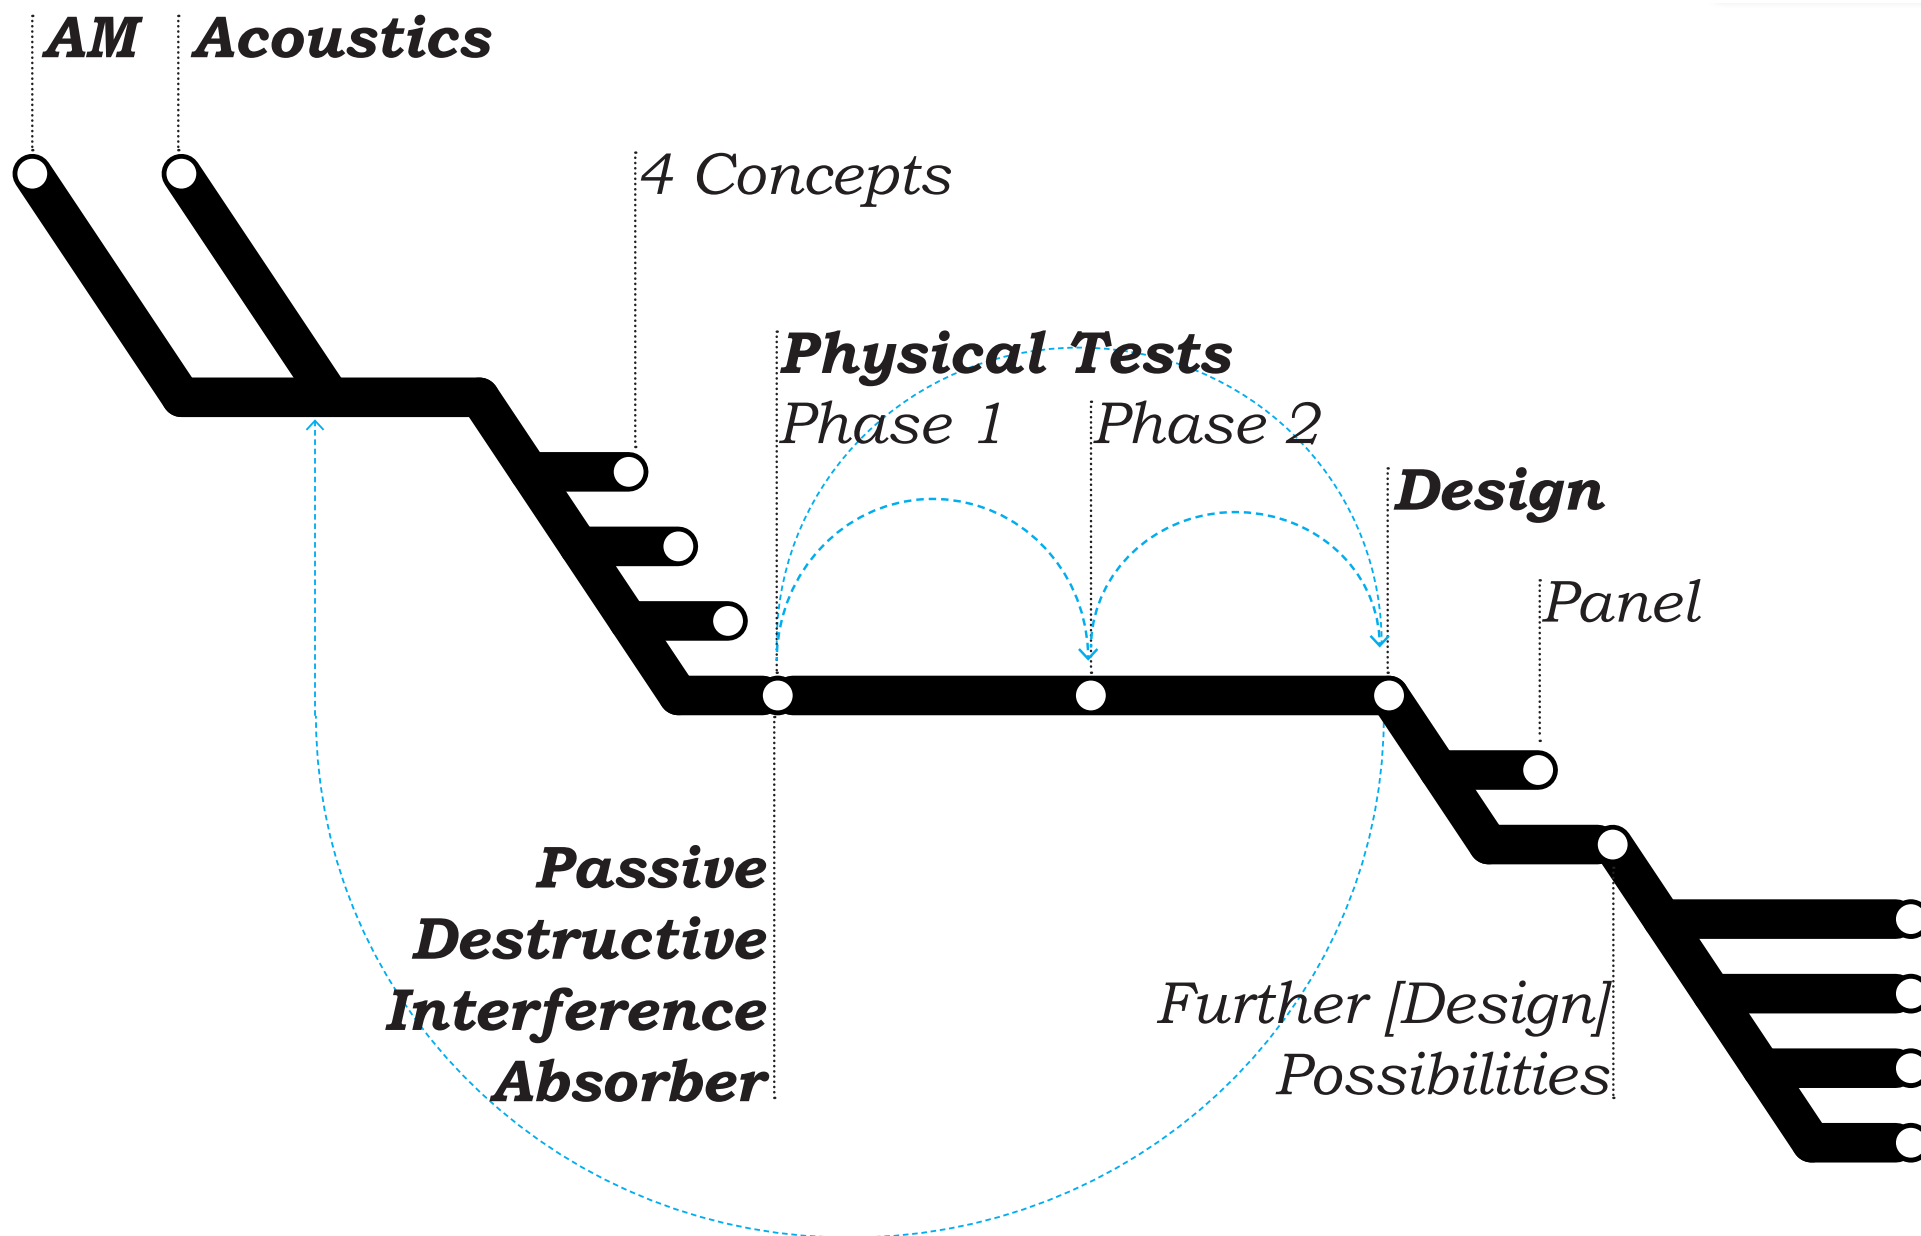 AM
Acoustics
4 Concepts
Physical Tests
Phase 1
Phase 2
Design
Panel
Passive
Destructive
Interference
Absorber
Further [Design]
Possibilities